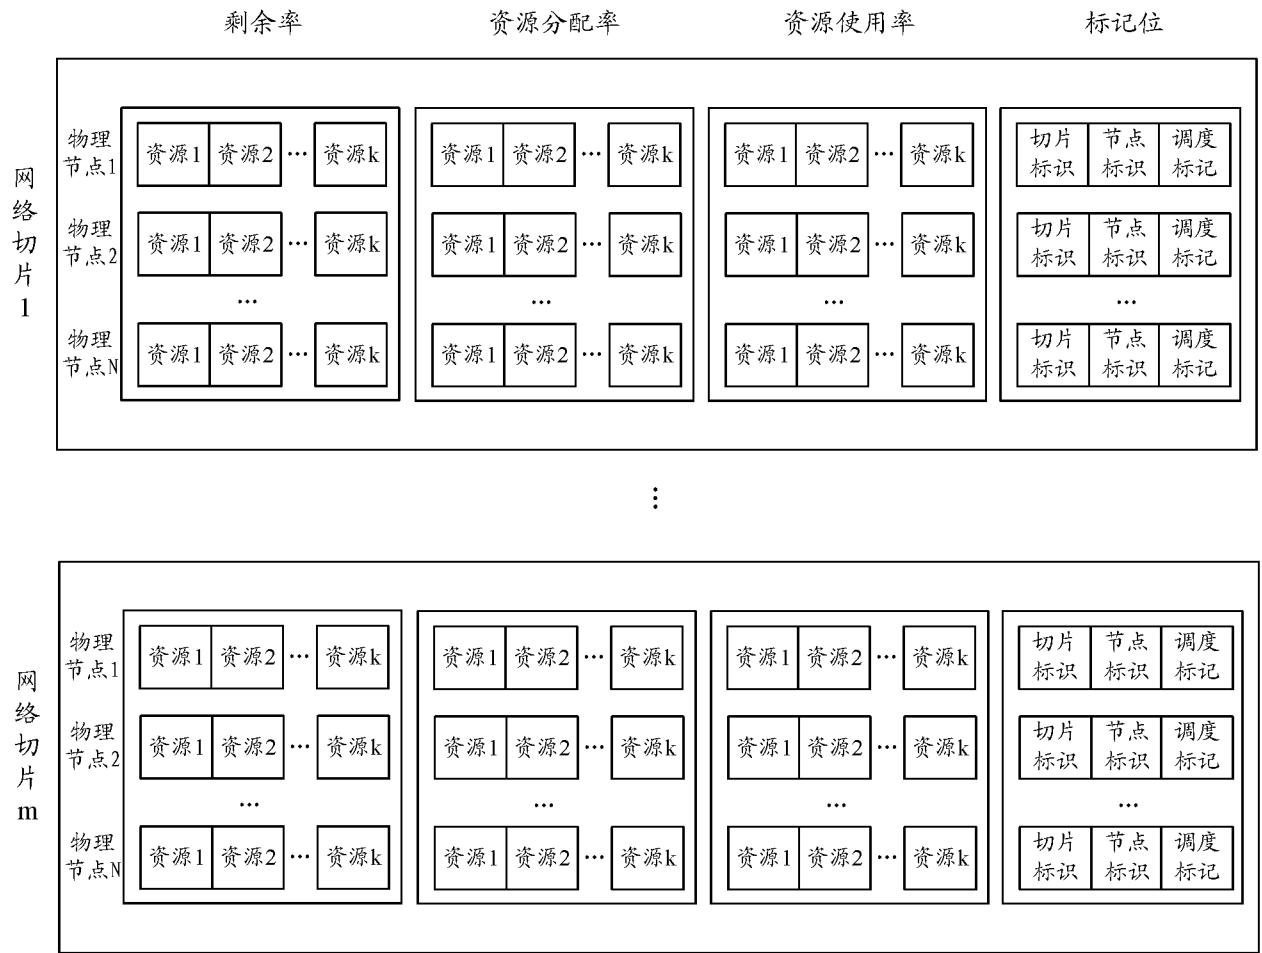 剩余率 资源分配率 资源使用率 标记位
网络切片1
物理节点1 资源1 资源2 ··· 资源k 资源1 资源2 ··· 资源k 资源1 资源2 ··· 资源k 切片标识 节点标识 调度标记
物理节点2 资源1 资源2 ··· 资源k 资源1 资源2 ··· 资源k 资源1 资源2 ··· 资源k 切片标识 节点标识 调度标记
··· ··· ··· ···
物理节点N 资源1 资源2 ··· 资源k 资源1 资源2 ··· 资源k 资源1 资源2 ··· 资源k 切片标识 节点标识 调度标记
⋮
网络切片m
物理节点1 资源1 资源2 ··· 资源k 资源1 资源2 ··· 资源k 资源1 资源2 ··· 资源k 切片标识 节点标识 调度标记
物理节点2 资源1 资源2 ··· 资源k 资源1 资源2 ··· 资源k 资源1 资源2 ··· 资源k 切片标识 节点标识 调度标记
··· ··· ··· ···
物理节点N 资源1 资源2 ··· 资源k 资源1 资源2 ··· 资源k 资源1 资源2 ··· 资源k 切片标识 节点标识 调度标记